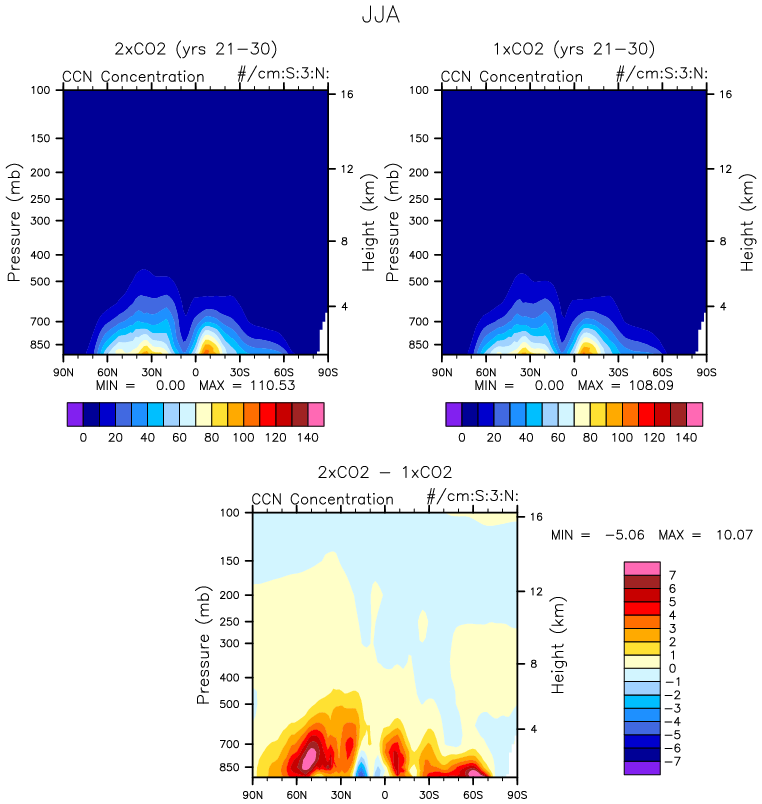 JJA
2xCO2 (yrs 21-30)
CCN Concentration #/cm:S:3:N:
100
150
200
250
300
400
500
700
850
Pressure (mb)
16
12
8
4
Height (km)
90N 60N 30N 0 30S 60S 90S
MIN = 0.00 MAX = 110.53
0 20 40 60 80 100 120 140
1xCO2 (yrs 21-30)
CCN Concentration #/cm:S:3:N:
100
150
200
250
300
400
500
700
850
Pressure (mb)
16
12
8
4
Height (km)
90N 60N 30N 0 30S 60S 90S
MIN = 0.00 MAX = 108.09
0 20 40 60 80 100 120 140
2xCO2 - 1xCO2
CCN Concentration #/cm:S:3:N:
100
150
200
250
300
400
500
700
850
Pressure (mb)
16
12
8
4
Height (km)
90N 60N 30N 0 30S 60S 90S
MIN = -5.06 MAX = 10.07
7
6
5
4
3
2
1
0
-1
-2
-3
-4
-5
-6
-7